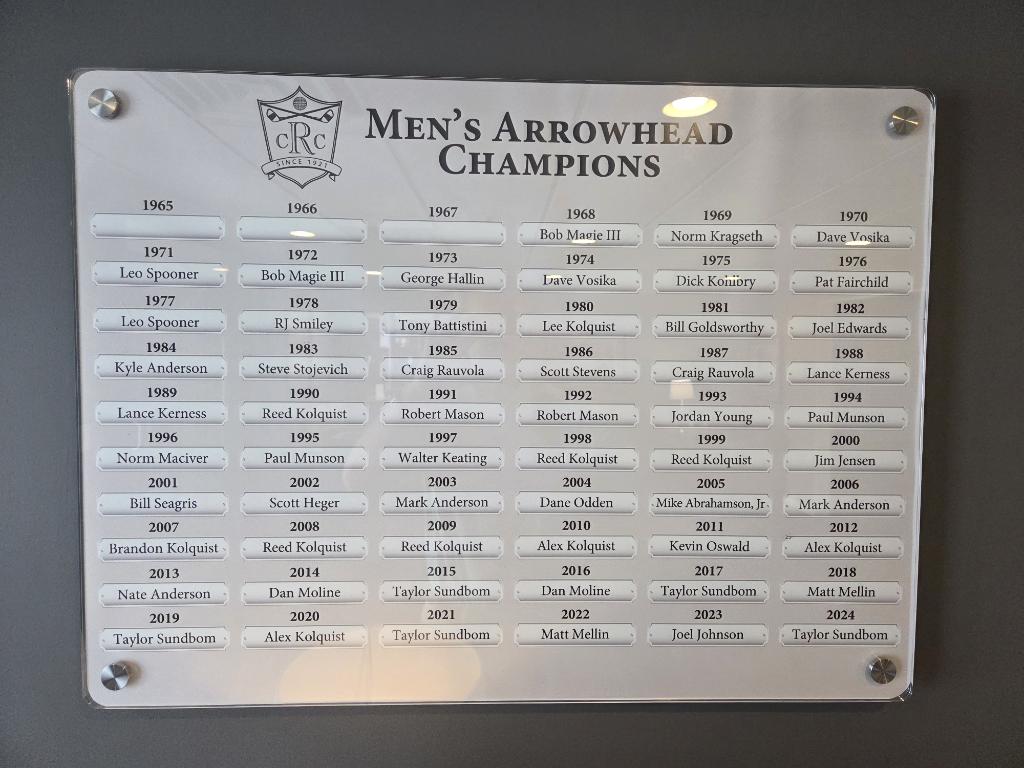 CRC
SINCE 1921
MEN'S ARROWHEAD
CHAMPIONS
1965 1966 1967 1968 1969 1970
Bob Magie III Norm Kragseth Dave Vosika
1971 1972 1973 1974 1975 1976
Leo Spooner Bob Magie III George Hallin Dave Vosika Dick Kohlbry Pat Fairchild
1977 1978 1979 1980 1981 1982
Leo Spooner RJ Smiley Tony Battistini Lee Kolquist Bill Goldsworthy Joel Edwards
1984 1983 1985 1986 1987 1988
Kyle Anderson Steve Stojevich Craig Rauvola Scott Stevens Craig Rauvola Lance Kerness
1989 1990 1991 1992 1993 1994
Lance Kerness Reed Kolquist Robert Mason Robert Mason Jordan Young Paul Munson
1996 1995 1997 1998 1999 2000
Norm Maciver Paul Munson Walter Keating Reed Kolquist Reed Kolquist Jim Jensen
2001 2002 2003 2004 2005 2006
Bill Seagris Scott Heger Mark Anderson Dane Odden Mike Abrahamson, Jr Mark Anderson
2007 2008 2009 2010 2011 2012
Brandon Kolquist Reed Kolquist Reed Kolquist Alex Kolquist Kevin Oswald Alex Kolquist
2013 2014 2015 2016 2017 2018
Nate Anderson Dan Moline Taylor Sundbom Dan Moline Taylor Sundbom Matt Mellin
2019 2020 2021 2022 2023 2024
Taylor Sundbom Alex Kolquist Taylor Sundbom Matt Mellin Joel Johnson Taylor Sundbom